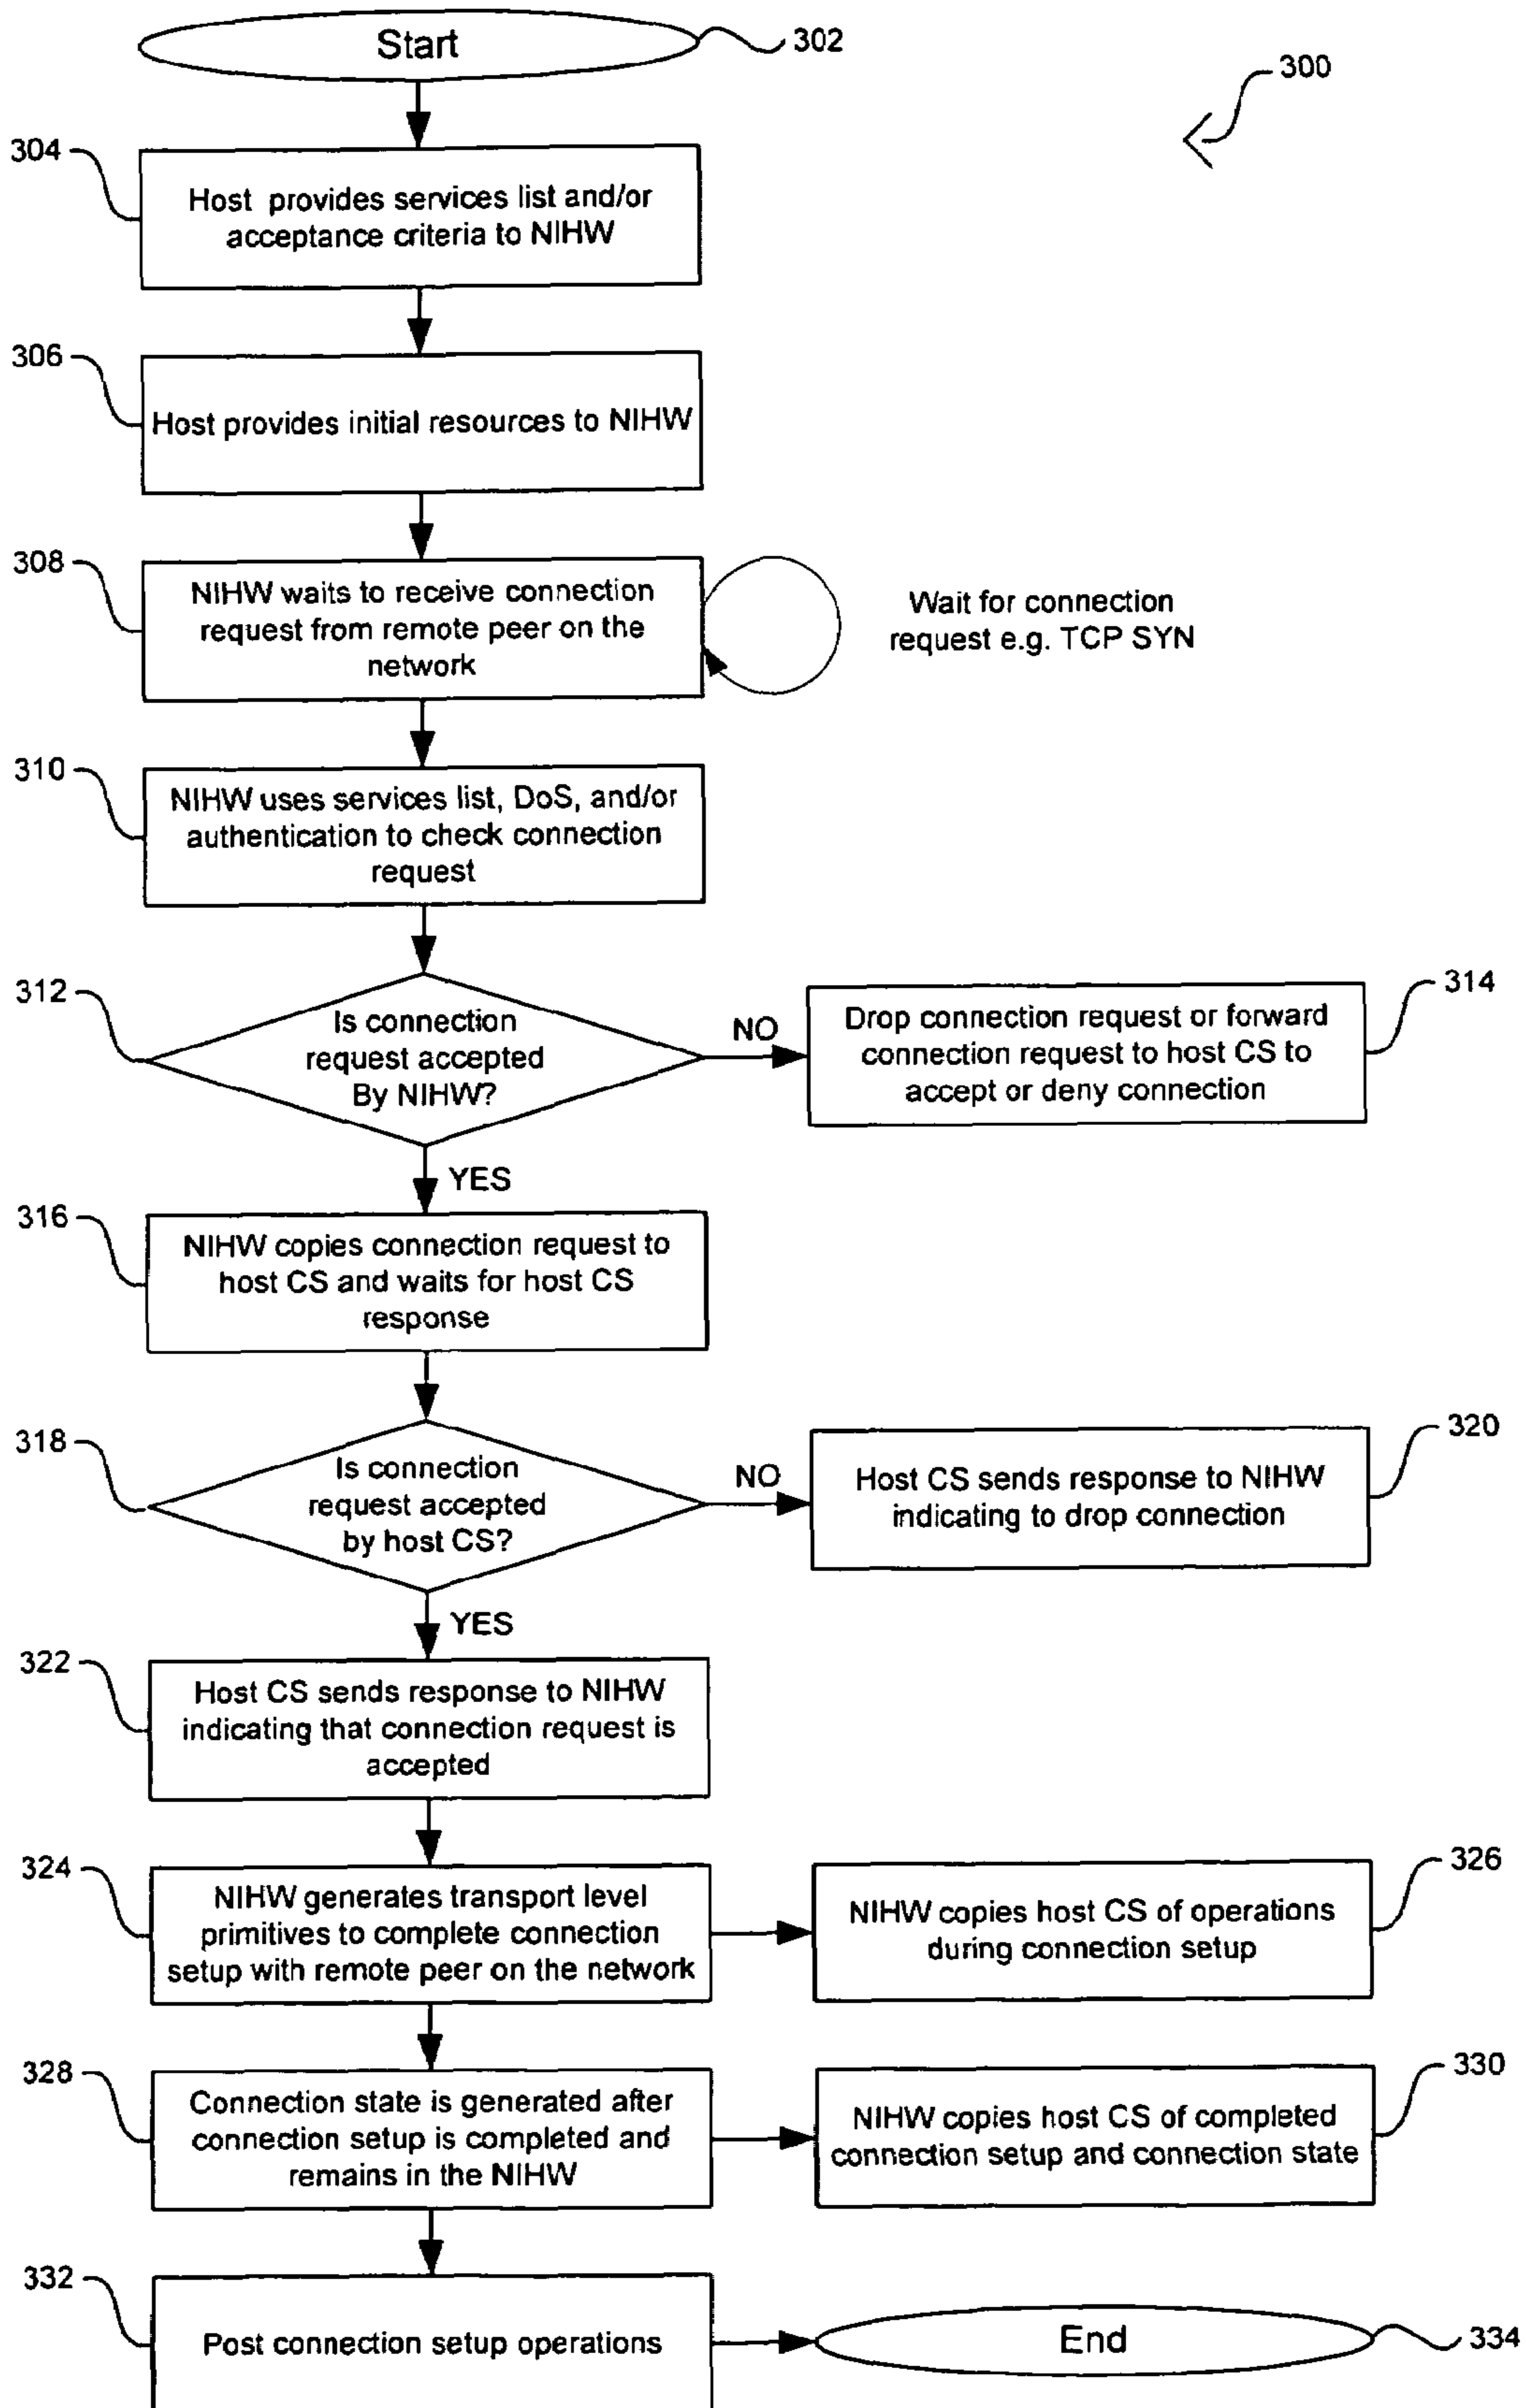 Start
302
300
304
Host provides services list and/or
acceptance criteria to NIHW
306
Host provides initial resources to NIHW
308
NIHW waits to receive connection
request from remote peer on the
network
Wait for connection
request e.g. TCP SYN
310
NIHW uses services list, DoS, and/or
authentication to check connection
request
312
Is connection
request accepted
By NIHW?
NO
314
Drop connection request or forward
connection request to host CS to
accept or deny connection
YES
316
NIHW copies connection request to
host CS and waits for host CS
response
318
Is connection
request accepted
by host CS?
NO
320
Host CS sends response to NIHW
indicating to drop connection
YES
322
Host CS sends response to NIHW
indicating that connection request is
accepted
324
NIHW generates transport level
primitives to complete connection
setup with remote peer on the network
326
NIHW copies host CS of operations
during connection setup
328
Connection state is generated after
connection setup is completed and
remains in the NIHW
330
NIHW copies host CS of completed
connection setup and connection state
332
Post connection setup operations
End
334